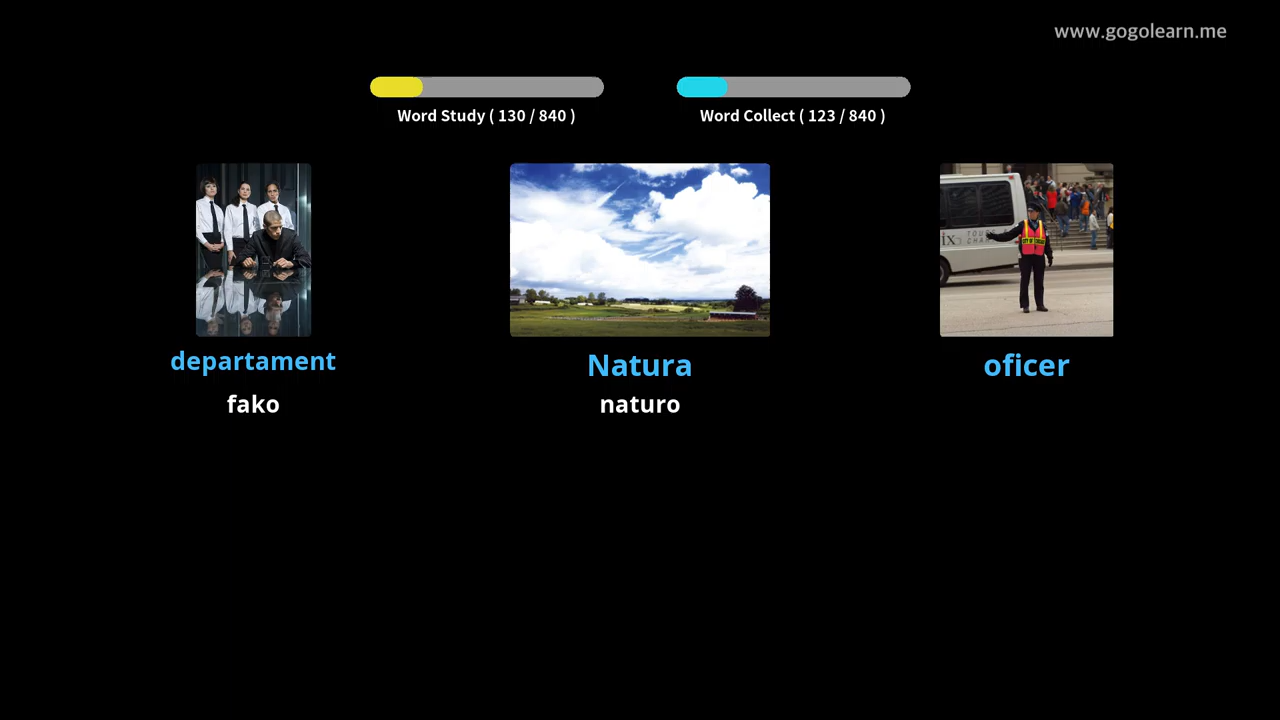 www.gogolearn.me
Word Study ( 130 / 840 )
Word Collect ( 123 / 840 )
departament
Natura
oficer
fako
naturo